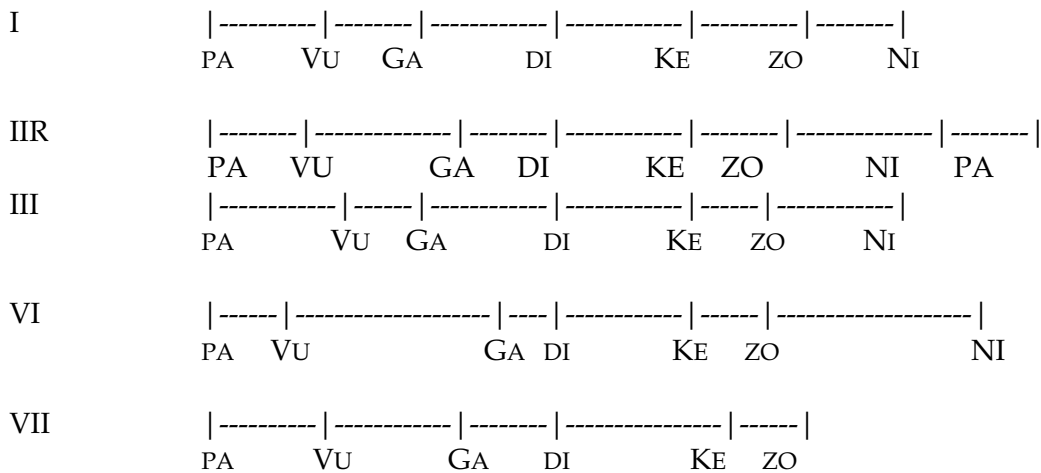 I |----------|--------|------------|------------|----------|--------|
PA VU GA DI KE ZO NI
IIR |--------|--------------|--------|------------|--------|--------------|--------|
PA VU GA DI KE ZO NI PA
III |------------|------|------------|------------|------|------------|
PA VU GA DI KE ZO NI
VI |------|--------------------|----|------------|------|--------------------|
PA VU GA DI KE ZO NI
VII |----------|------------|--------|----------------|------|
PA VU GA DI KE ZO